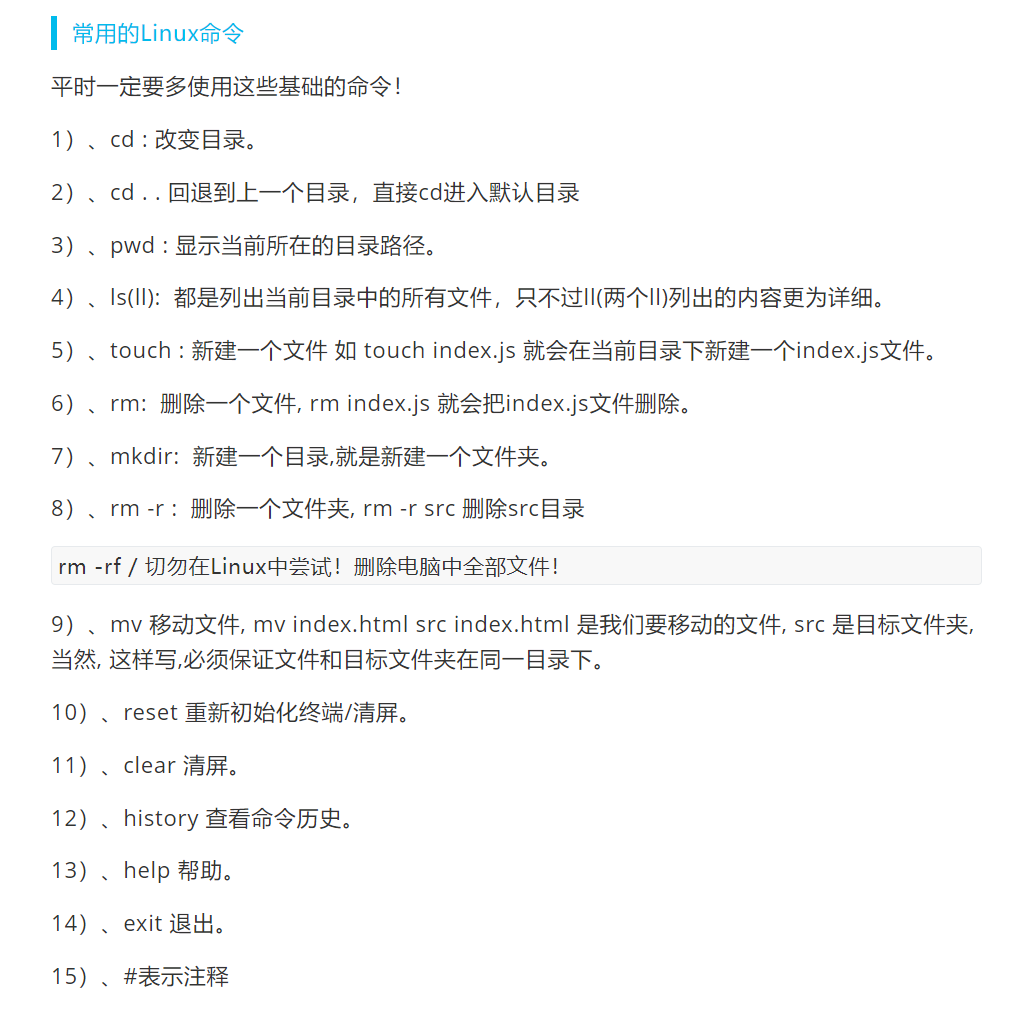 常用的Linux命令
平时一定要多使用这些基础的命令！
1）、cd : 改变目录。
2）、cd . . 回退到上一个目录，直接cd进入默认目录
3）、pwd : 显示当前所在的目录路径。
4）、ls(ll):  都是列出当前目录中的所有文件，只不过ll(两个ll)列出的内容更为详细。
5）、touch : 新建一个文件 如 touch index.js 就会在当前目录下新建一个index.js文件。
6）、rm:  删除一个文件, rm index.js 就会把index.js文件删除。
7）、mkdir:  新建一个目录,就是新建一个文件夹。
8）、rm -r :  删除一个文件夹, rm -r src 删除src目录
rm -rf / 切勿在Linux中尝试！删除电脑中全部文件！
9）、mv 移动文件, mv index.html src index.html 是我们要移动的文件, src 是目标文件夹,
当然, 这样写,必须保证文件和目标文件夹在同一目录下。
10）、reset 重新初始化终端/清屏。
11）、clear 清屏。
12）、history 查看命令历史。
13）、help 帮助。
14）、exit 退出。
15）、#表示注释